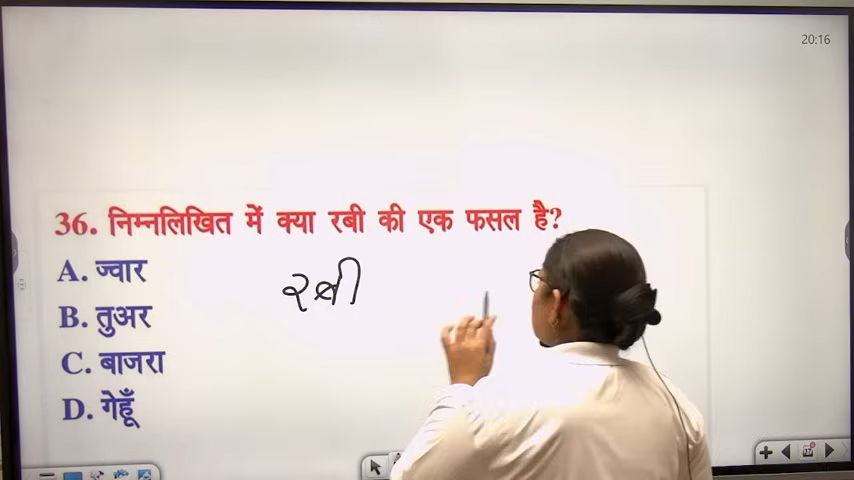 20:16
36. निम्नलिखित में क्या रबी की एक फसल है?
A. ज्वार
रबी
B. तुअर
C. बाजरा
D. गेहूँ